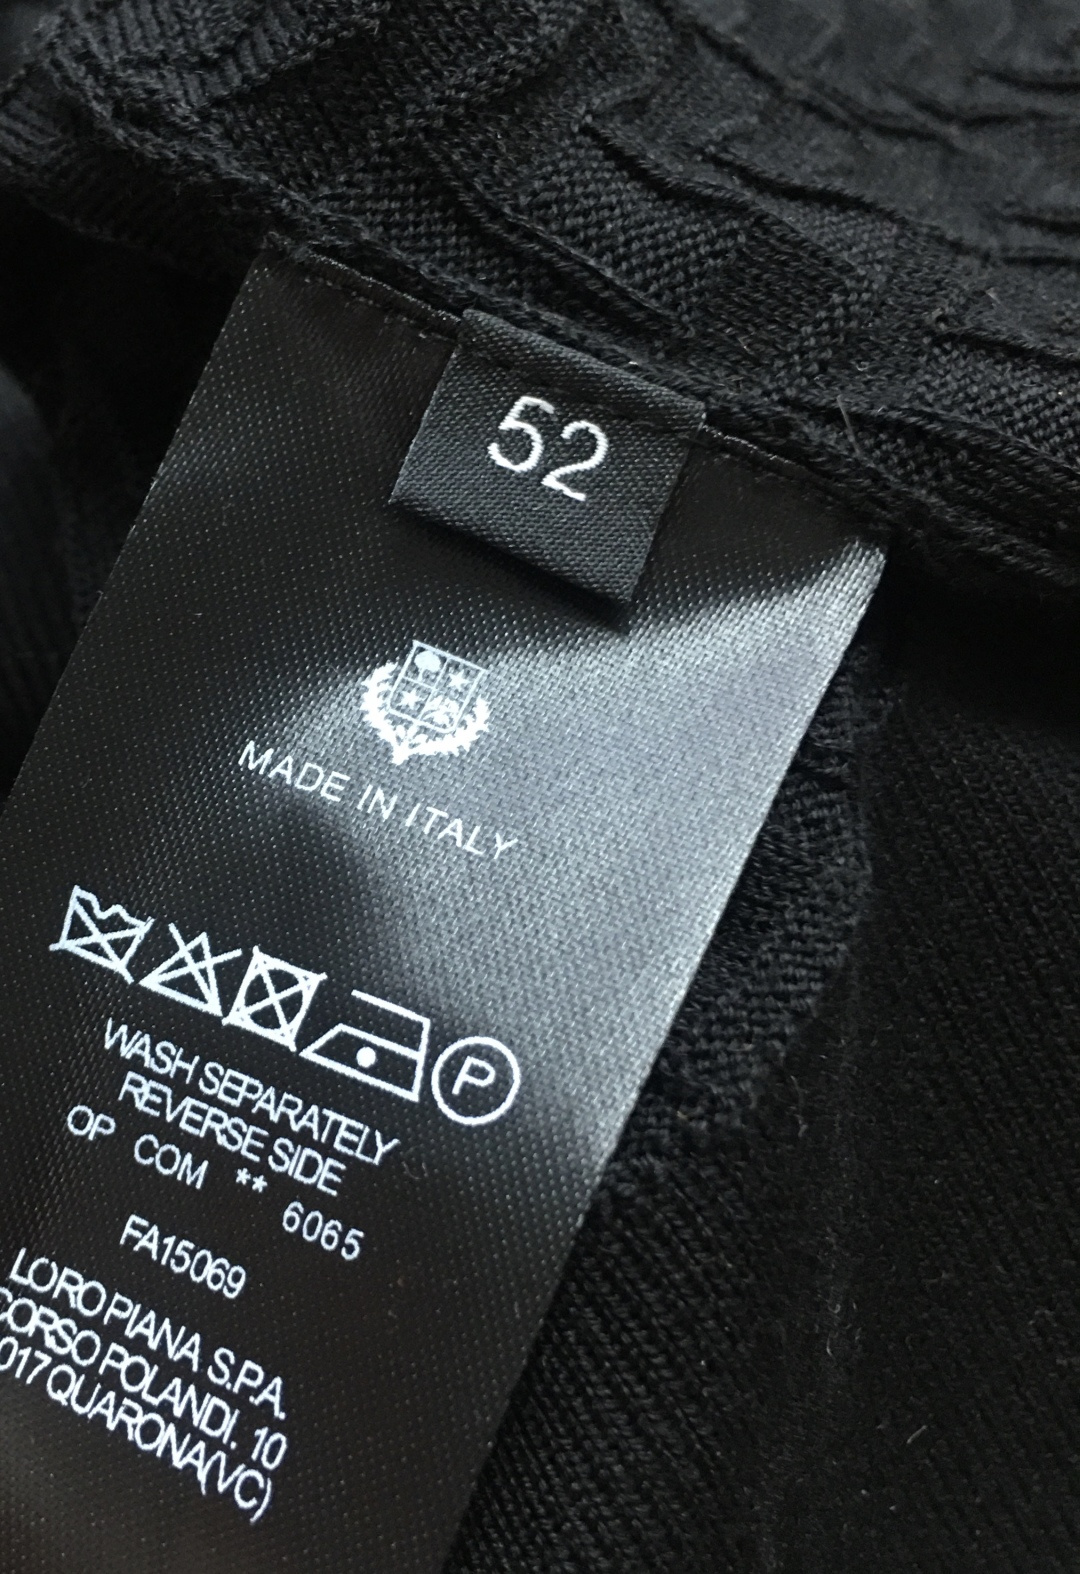 52
MADE IN ITALY
P
WASH SEPARATELY
REVERSE SIDE
OP COM ** 6065
FA15069
LORO PIANA S.P.A.
CORSO POLANDI. 10
017 QUARONA(VC)